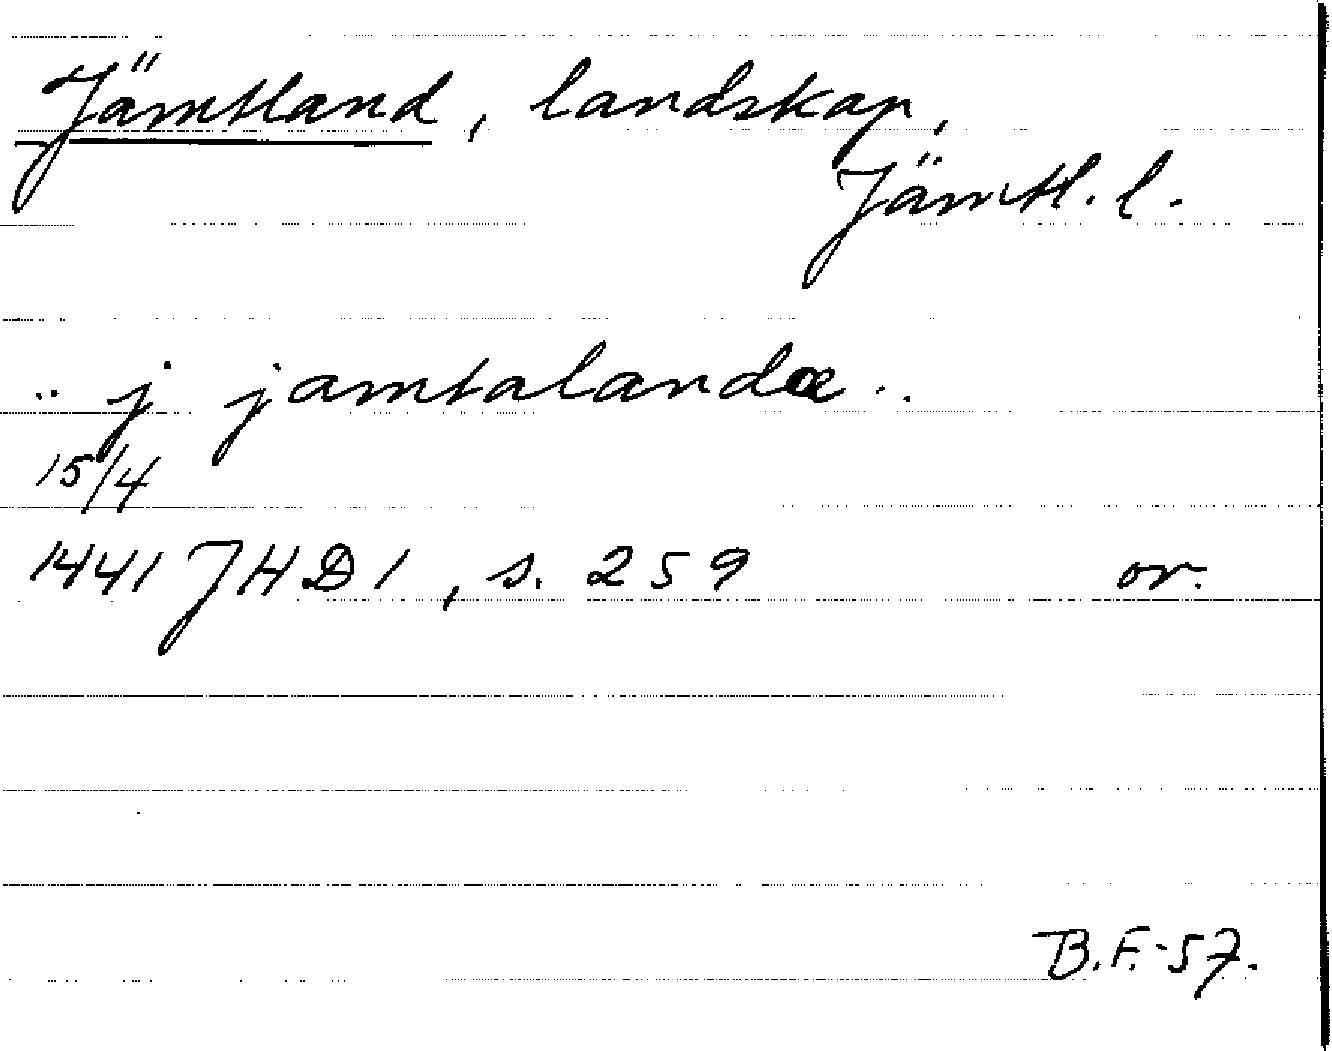 Jämtland, landskap,
Jämtl. l.
.. j jamtalandæ ..
15/4
1441 JHD 1, s. 259 or.
B.F.-57.